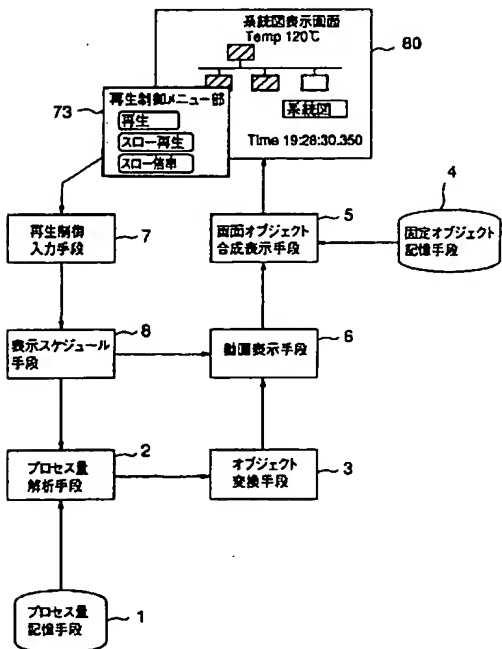 系統図表示画面
Temp 120℃
80
系統図
Time 19:28:30.350
73
再生制御メニュー部
再生
スロー再生
スロー倍率
再生制御
入力手段
7
画面オブジェクト
合成表示手段
5
固定オブジェクト
記憶手段
4
表示スケジュール
手段
8
動画表示手段
6
プロセス量
解析手段
2
オブジェクト
変換手段
3
プロセス量
記憶手段
1